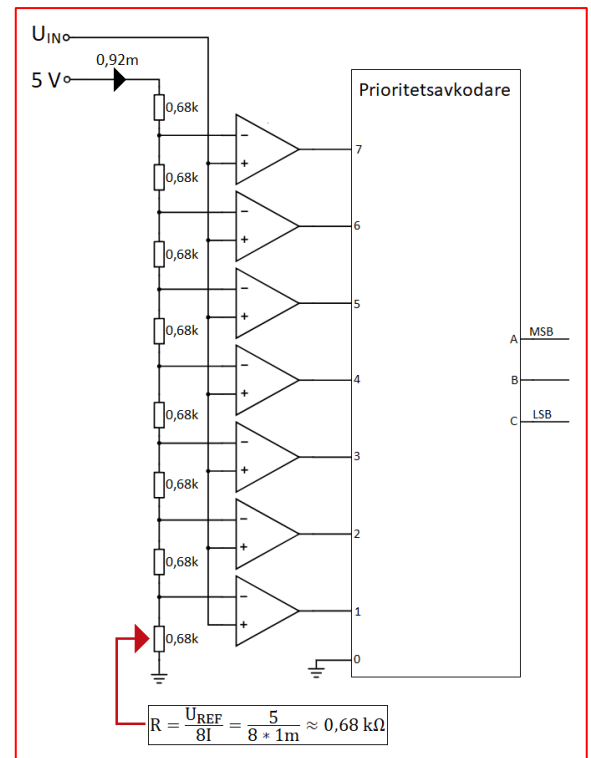 UIN
0,92m
5 V
Prioritetsavkodare
0,68k
−
+
7
0,68k
−
+
6
0,68k
−
+
5
0,68k
−
+
4
MSB
A
B
LSB
C
0,68k
−
+
3
0,68k
−
+
2
0,68k
−
+
1
0,68k
0
R = UREF / 8I = 5 / 8 * 1m ≈ 0,68 kΩ